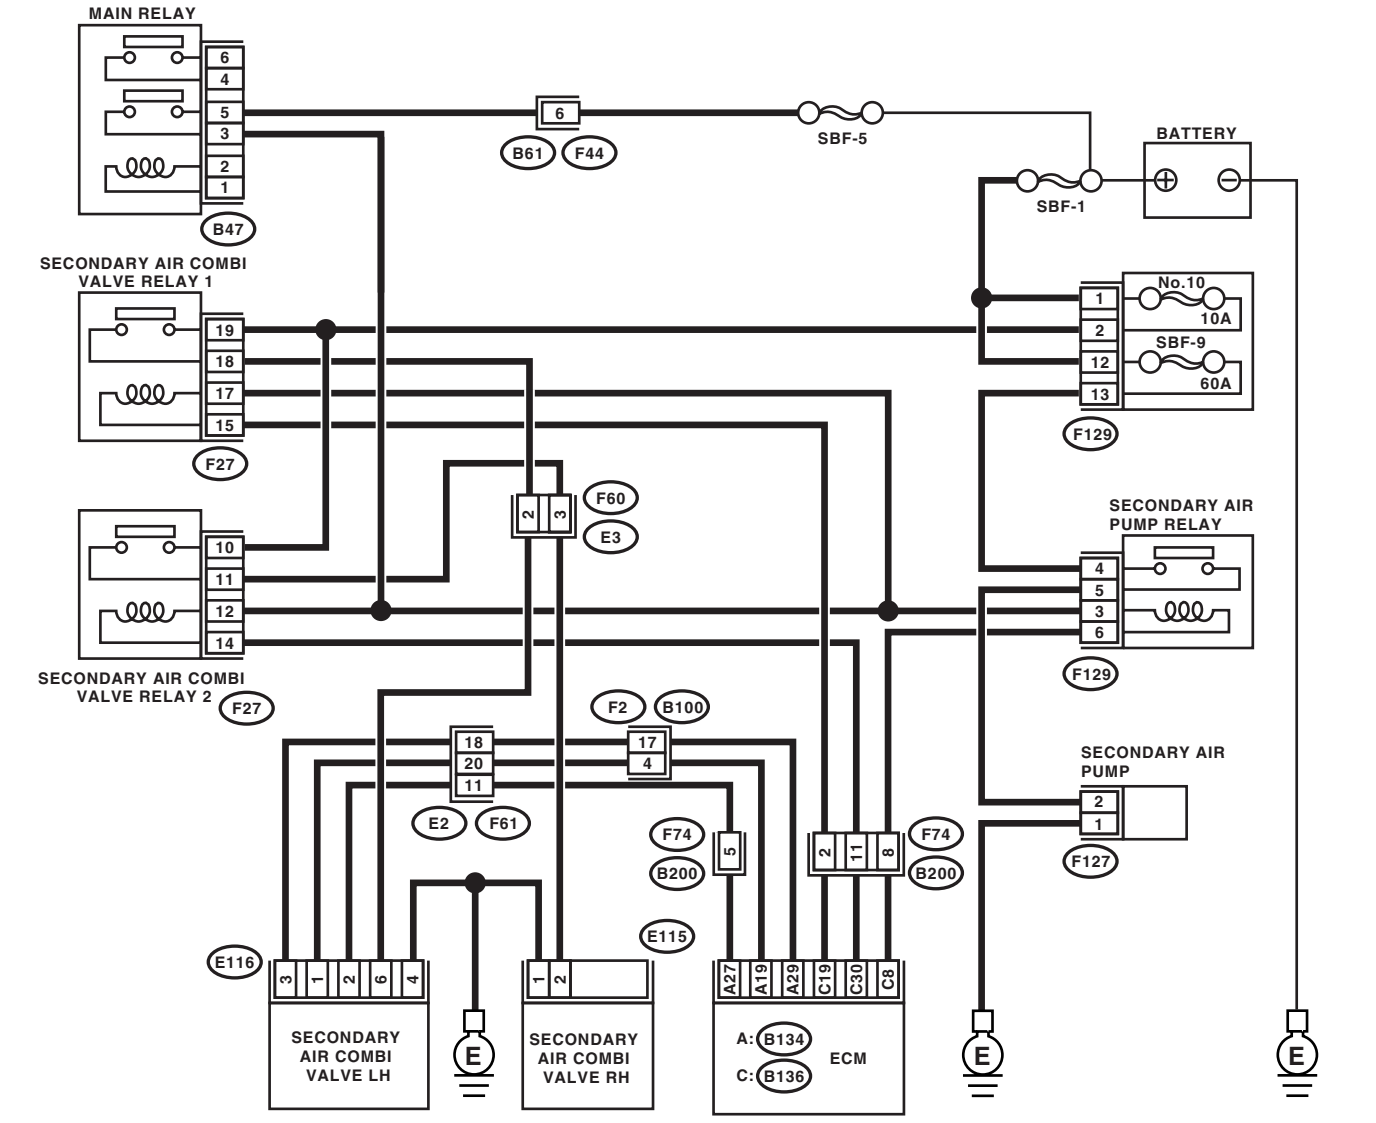 MAIN RELAY
6
4
5
3
2
1
B47
6
B61
F44
SBF-5
BATTERY
+
−
SBF-1
SECONDARY AIR COMBI
VALVE RELAY 1
19
18
17
15
F27
No.10
10A
SBF-9
60A
1
2
12
13
F129
2
3
F60
E3
10
11
12
14
SECONDARY AIR COMBI
VALVE RELAY 2
F27
SECONDARY AIR
PUMP RELAY
4
5
3
6
F129
F2
B100
18
20
11
17
4
E2
F61
SECONDARY AIR
PUMP
2
1
F127
F74
5
B200
2
11
8
F74
B200
E116
3
1
2
6
4
SECONDARY
AIR COMBI
VALVE LH
E
E115
1
2
SECONDARY
AIR COMBI
VALVE RH
A27
A19
A29
C19
C30
C8
A: B134
C: B136
ECM
E
E